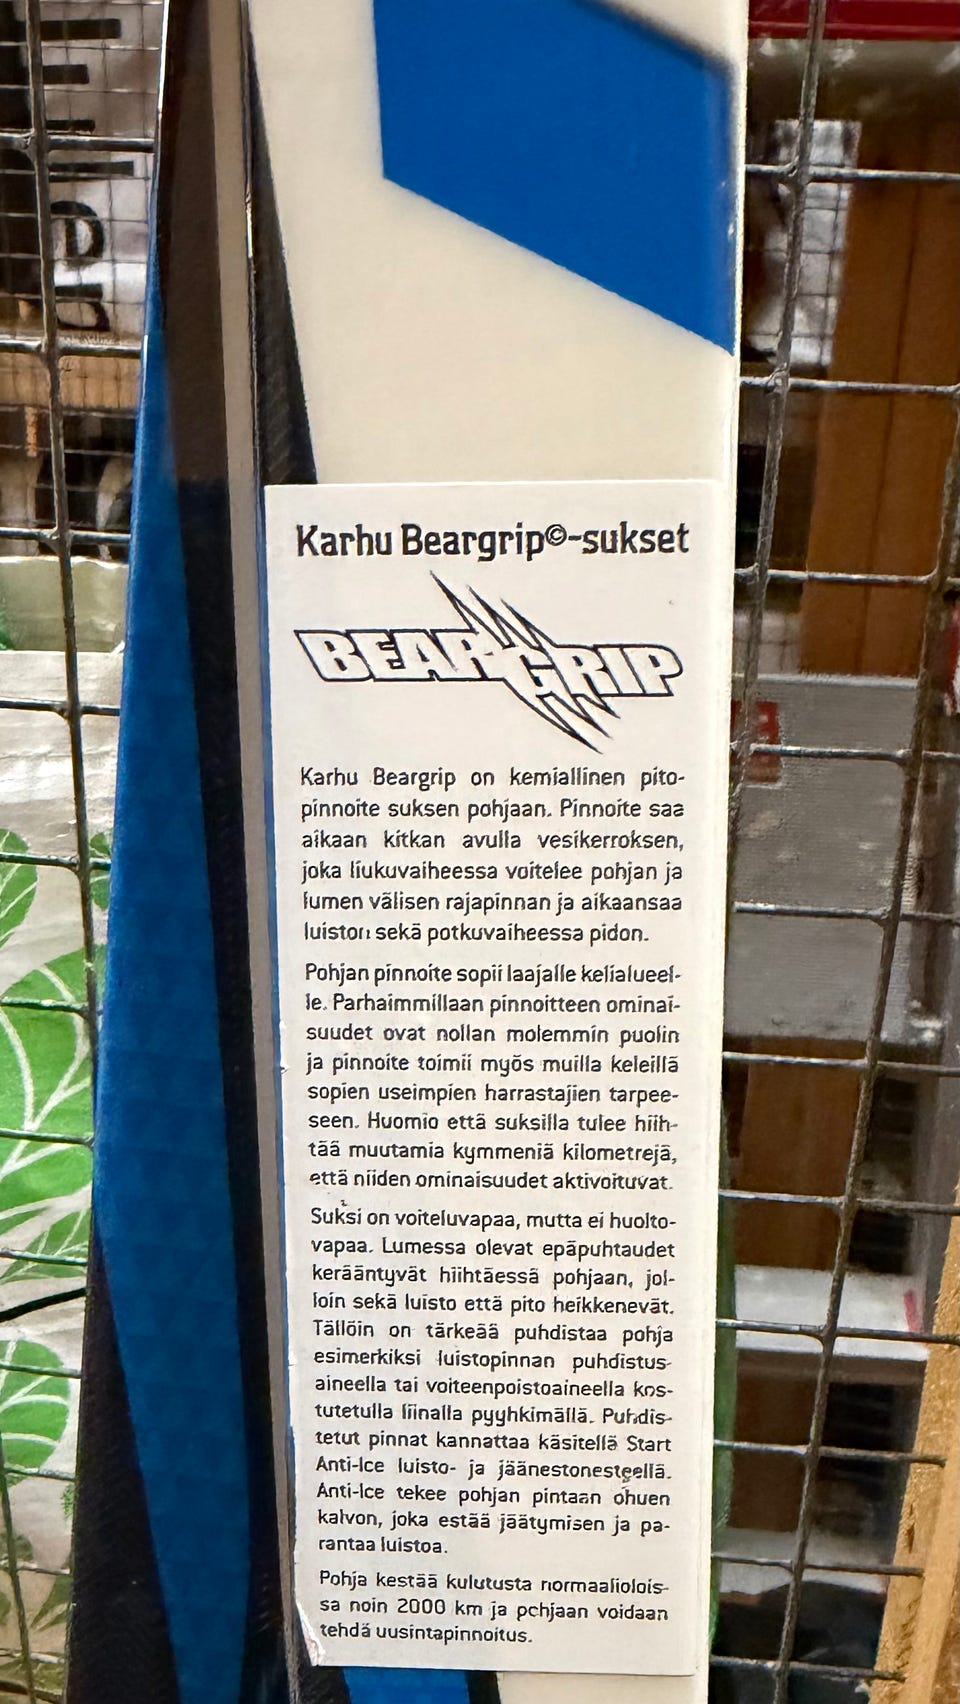 Karhu Beargrip©-sukset
BEARGRIP
Karhu Beargrip on kemiallinen pito-
pinnoite suksen pohjaan. Pinnoite saa
aikaan kitkan avulla vesikerroksen,
joka liukuvaiheessa voitelee pohjan ja
lumen välisen rajapinnan ja aikaansaa
luiston sekä potkuvaiheessa pidon.
Pohjan pinnoite sopii laajalle kelialueel-
le. Parhaimmillaan pinnoitteen ominai-
suudet ovat nollan molemmin puolin
ja pinnoite toimii myös muilla keleillä
sopien useimpien harrastajien tarpee-
seen. Huomio että suksilla tulee hiih-
tää muutamia kymmeniä kilometrejä,
että niiden ominaisuudet aktivoituvat.
Suksi on voiteluvapaa, mutta ei huolto-
vapaa. Lumessa olevat epäpuhtaudet
kerääntyvät hiihtäessä pohjaan, jol-
loin sekä luisto että pito heikkenevät.
Tällöin on tärkeää puhdistaa pohja
esimerkiksi luistopinnan puhdistus-
aineella tai voiteenpoistoaineella kos-
tutetulla liinalla pyyhkimällä. Puhdis-
tetut pinnat kannattaa käsitellä Start
Anti-Ice luisto- ja jäänestonesteellä.
Anti-Ice tekee pohjan pintaan ohuen
kalvon, joka estää jäätymisen ja pa-
rantaa luistoa.
Pohja kestää kulutusta normaaliolois-
sa noin 2000 km ja pohjaan voidaan
tehdä uusintapinnoitus.